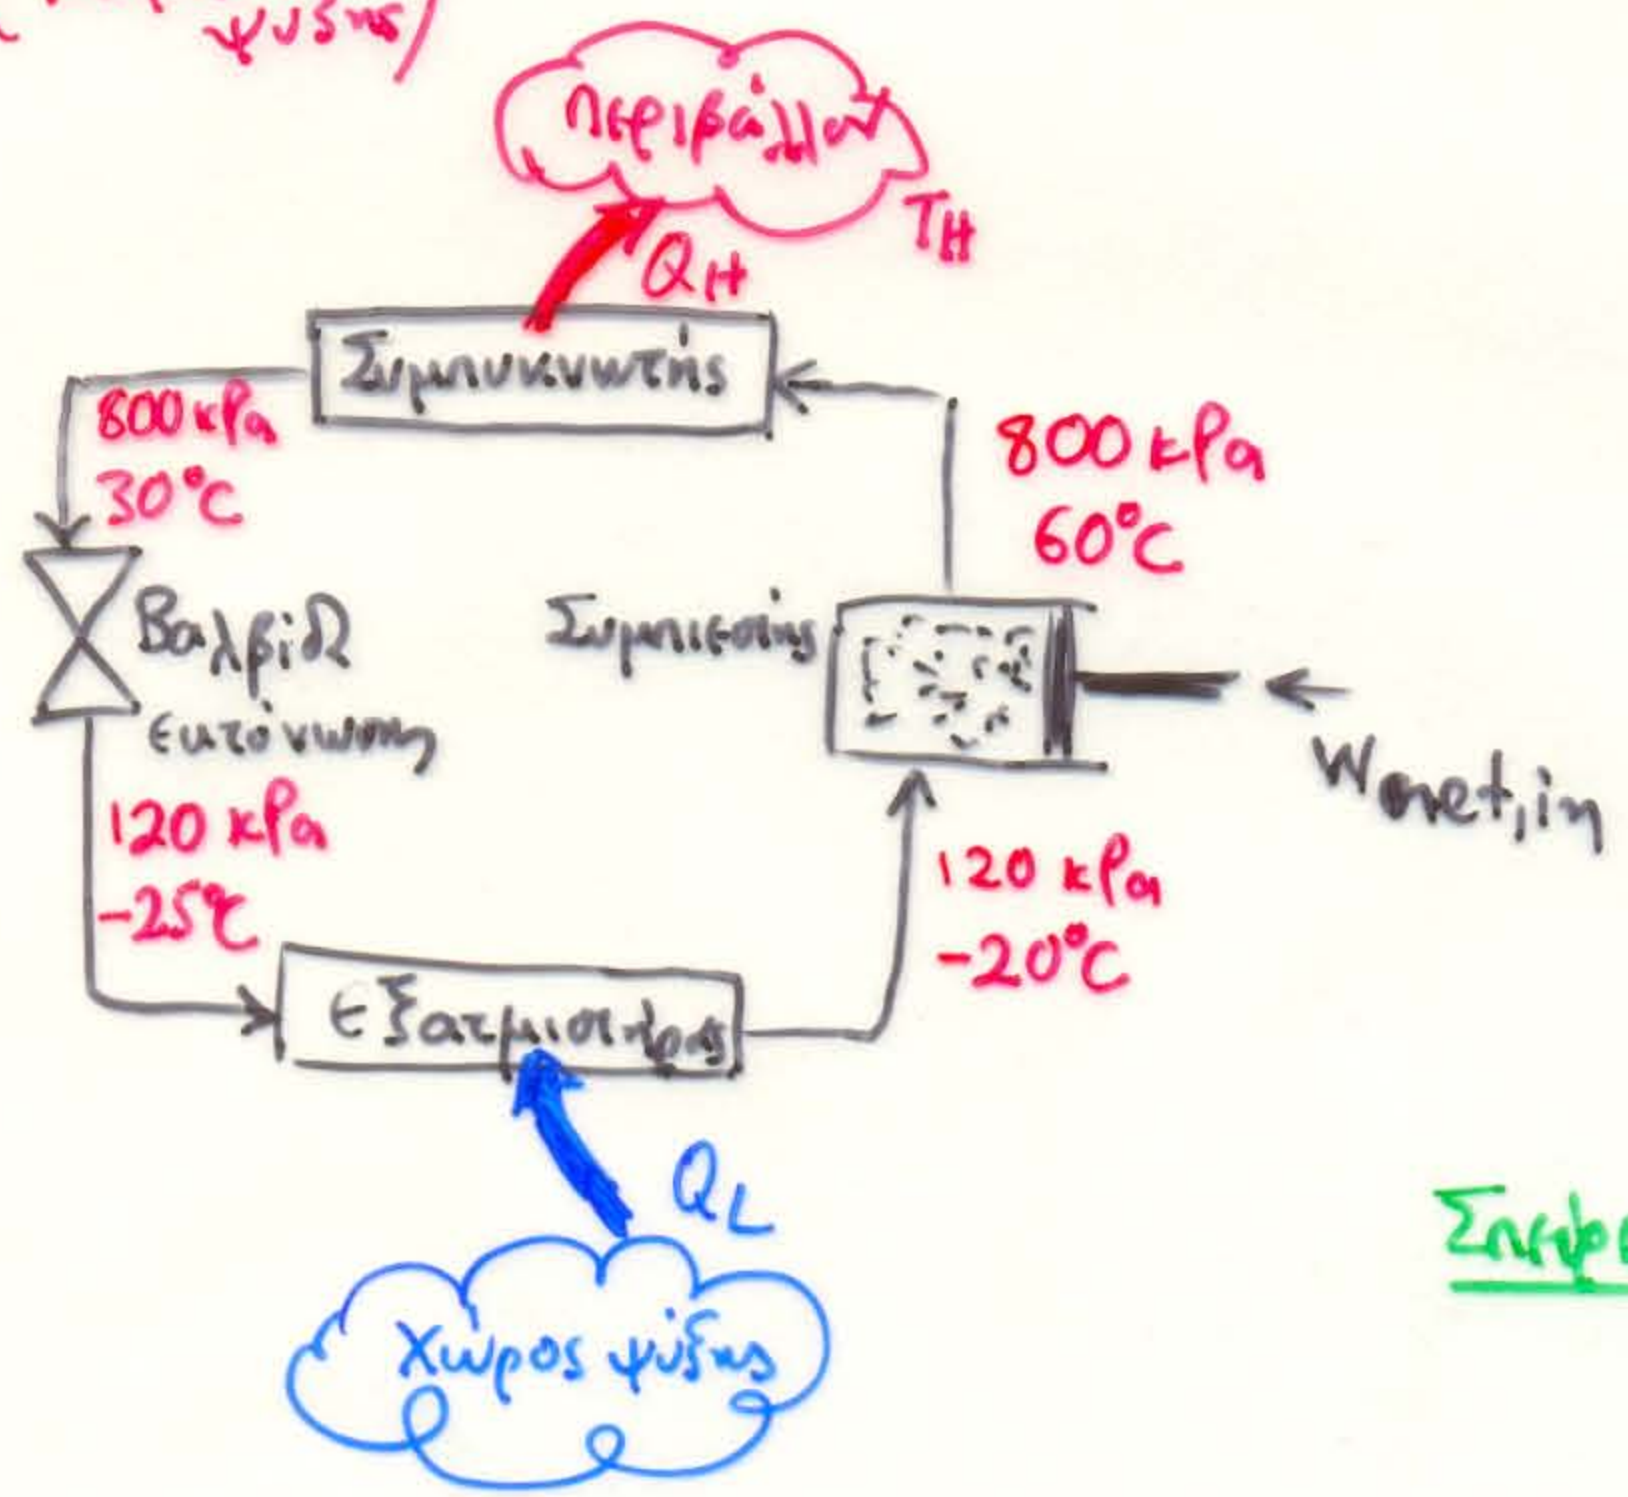 ψύξης)
Περιβάλλον
TH
QH
Συμπυκνωτής
800 kPa
30°C
800 kPa
60°C
Βαλβίδα
εκτόνωσης
Συμπιεστής
Wnet,in
120 kPa
-25°C
120 kPa
-20°C
Εξατμιστήρας
QL
Χώρος ψύξης